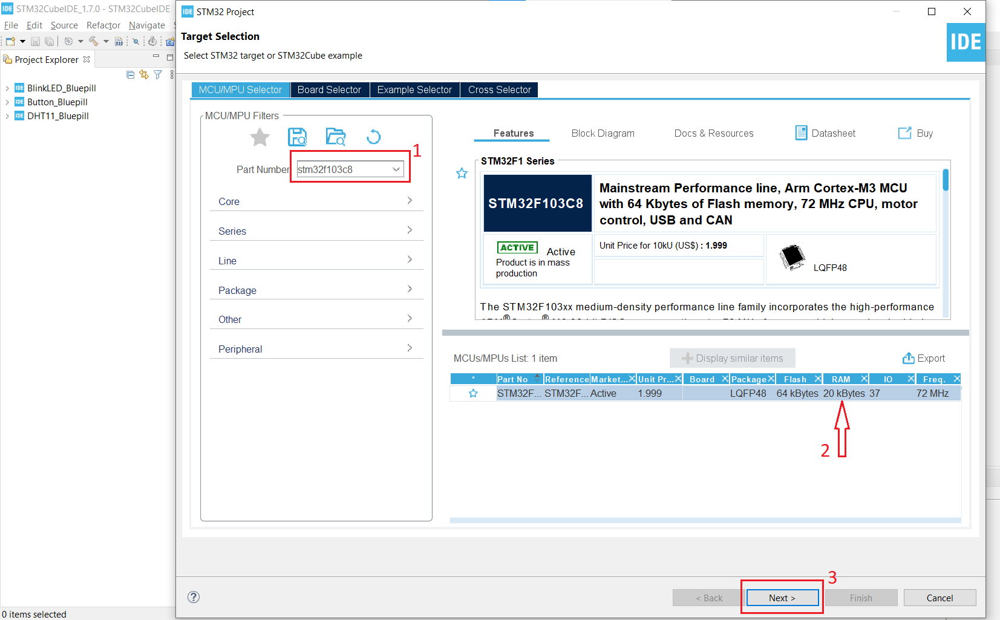 IDE STM32CubeIDE_1.7.0 - STM32CubeIDE
File Edit Source Refactor Navigate
010
Project Explorer
IDE BlinkLED_Bluepill
IDE Button_Bluepill
IDE DHT11_Bluepill
0 items selected
IDE STM32 Project
Target Selection
Select STM32 target or STM32Cube example
IDE
MCU/MPU Selector Board Selector Example Selector Cross Selector
MCU/MPU Filters
Part Number stm32f103c8
1
Core
Series
Line
Package
Other
Peripheral
Features Block Diagram Docs & Resources Datasheet Buy
STM32F1 Series
STM32F103C8
Mainstream Performance line, Arm Cortex-M3 MCU
with 64 Kbytes of Flash memory, 72 MHz CPU, motor
control, USB and CAN
ACTIVE Active
Product is in mass
production
Unit Price for 10kU (US$) : 1.999
LQFP48
The STM32F103xx medium-density performance line family incorporates the high-performance
MCUs/MPUs List: 1 item
Display similar items
Export
* Part No Reference Market... Unit Pr... Board Package Flash RAM IO Freq.
STM32F... STM32F... Active 1.999 LQFP48 64 kBytes 20 kBytes 37 72 MHz
2
3
? < Back Next > Finish Cancel